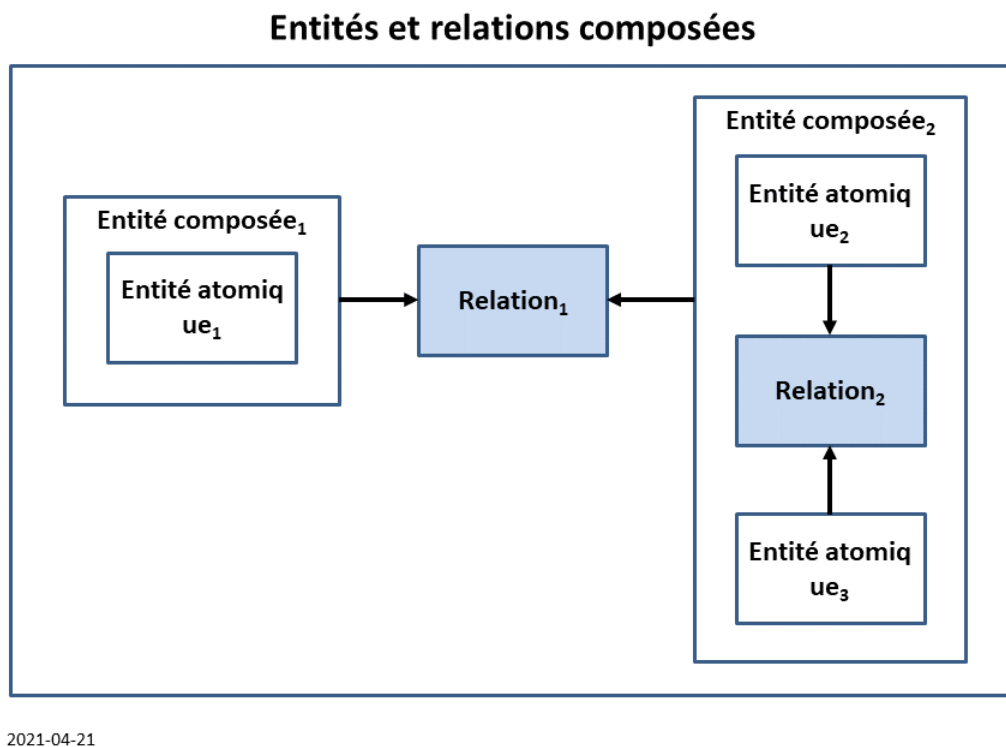 Entités et relations composées
Entité composée₁
Entité atomiq
ue₁
Relation₁
Entité composée₂
Entité atomiq
ue₂
Relation₂
Entité atomiq
ue₃
2021-04-21